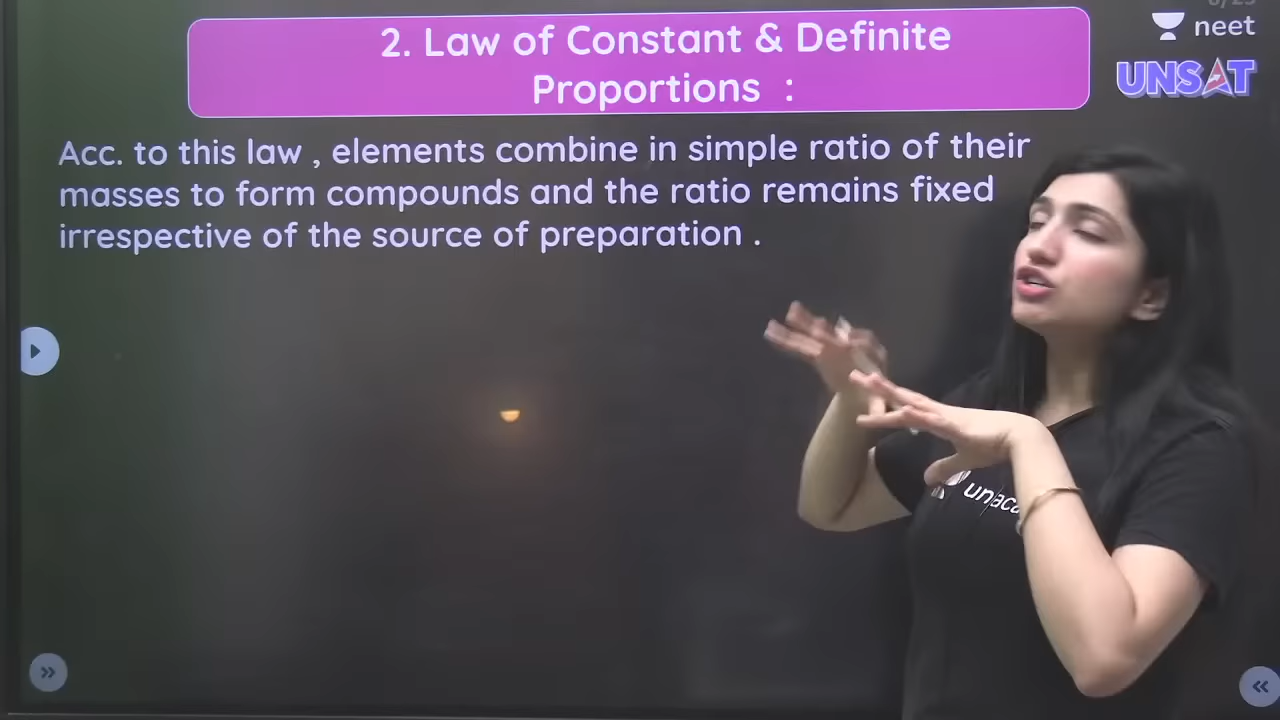 2. Law of Constant & Definite
Proportions :
neet
UNSAT
Acc. to this law , elements combine in simple ratio of their
masses to form compounds and the ratio remains fixed
irrespective of the source of preparation .